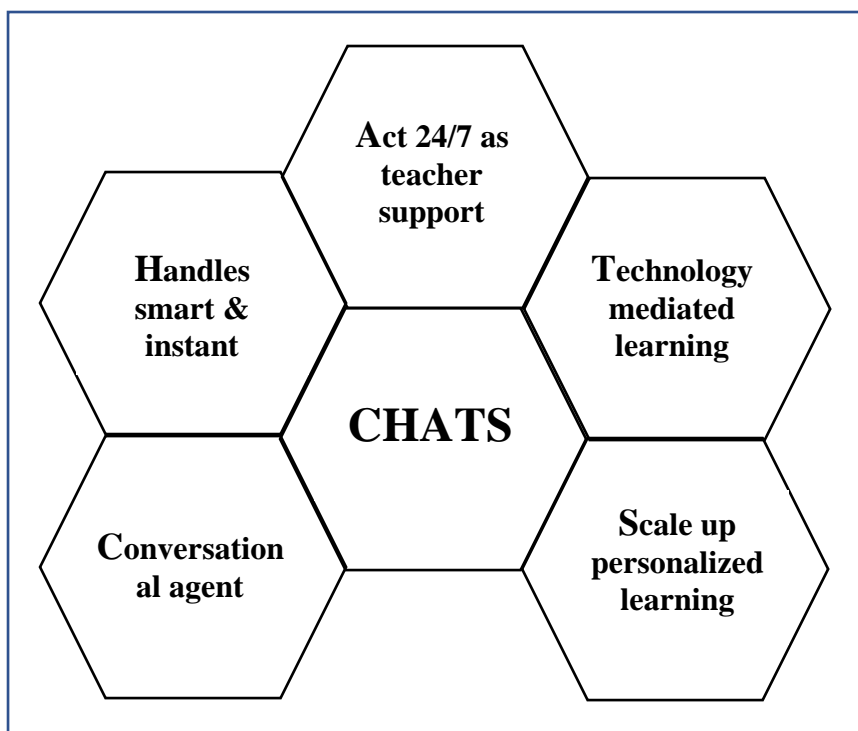 Act 24/7 as
teacher
support
Handles
smart &
instant
Technology
mediated
learning
CHATS
Conversation
al agent
Scale up
personalized
learning